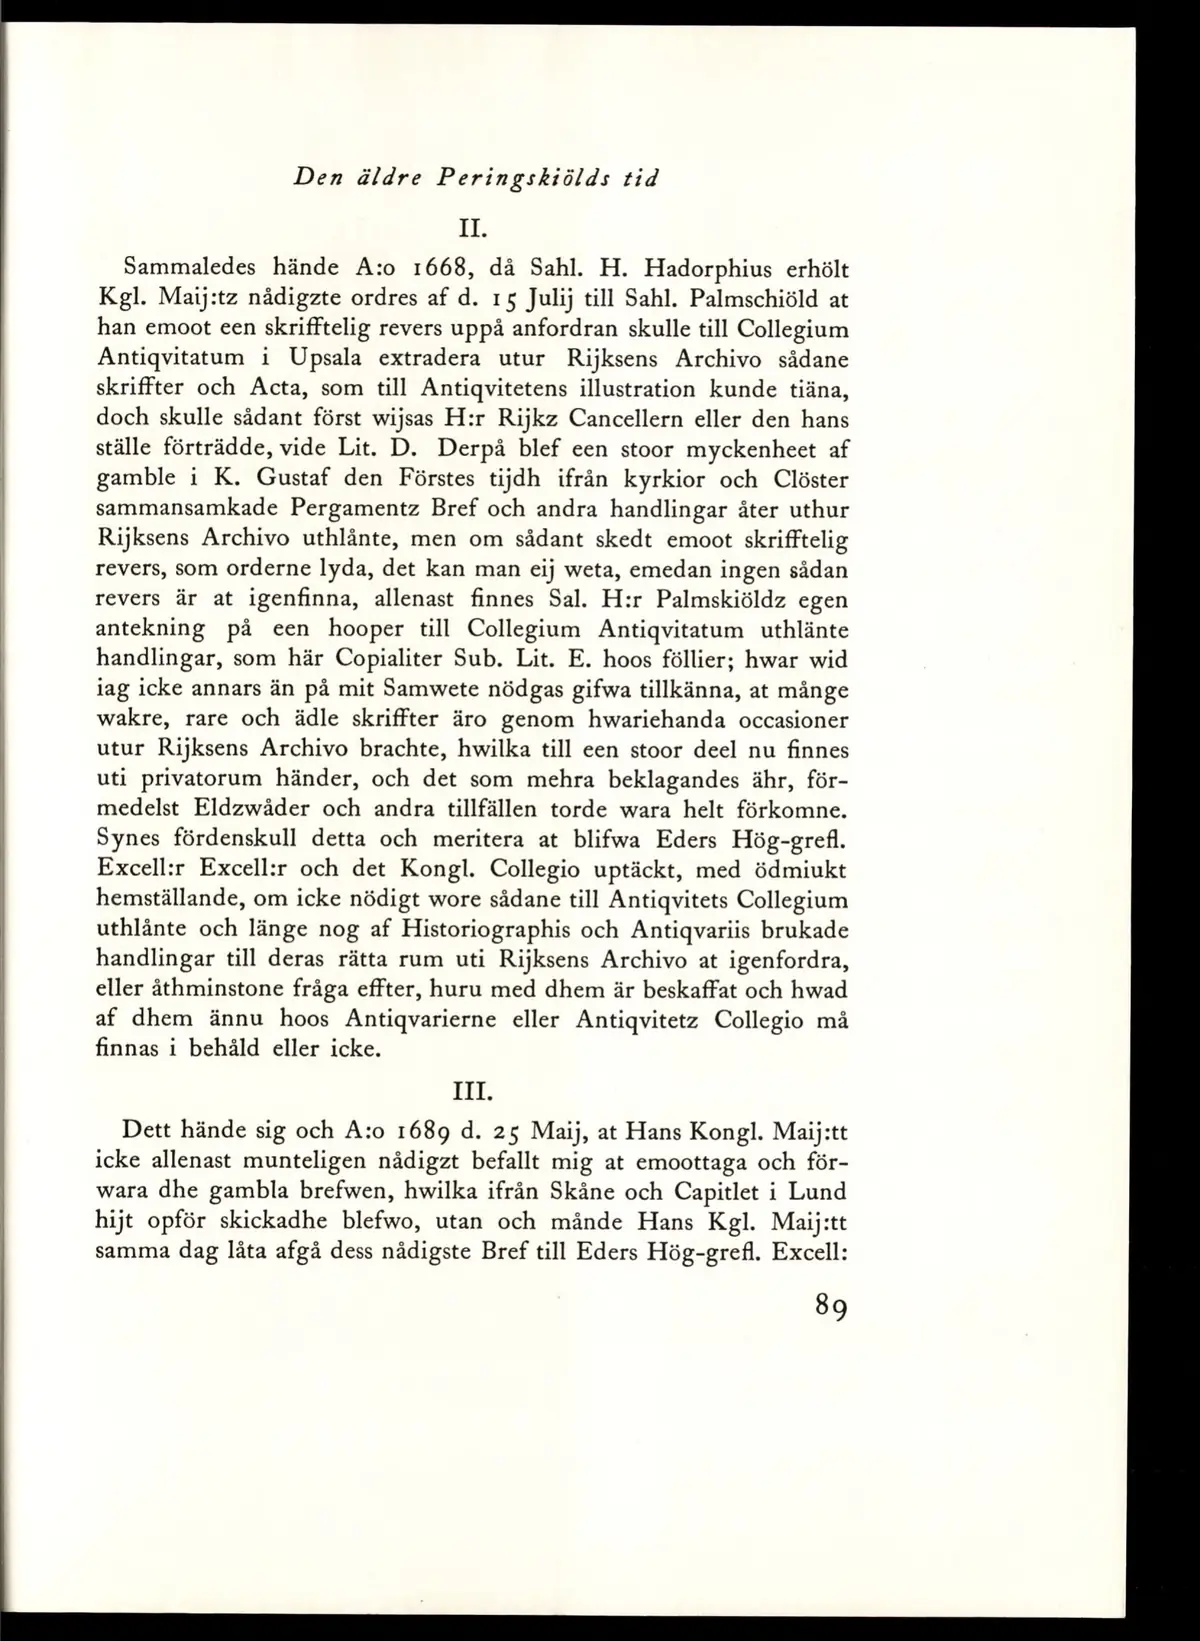 Den äldre Peringskiölds tid
II.
Sammaledes hände A:o 1668, då Sahl. H. Hadorphius erhölt
Kgl. Maij:tz nådigzte ordres af d. 15 Julij till Sahl. Palmschiöld at
han emoot een skrifftelig revers uppå anfordran skulle till Collegium
Antiqvitatum i Upsala extradera utur Rijksens Archivo sådane
skriffter och Acta, som till Antiqvitetens illustration kunde tiäna,
doch skulle sådant först wijsas H:r Rijkz Cancellern eller den hans
ställe förträdde, vide Lit. D. Derpå blef een stoor myckenheet af
gamble i K. Gustaf den Förstes tijdh ifrån kyrkior och Clöster
sammansamkade Pergamentz Bref och andra handlingar åter uthur
Rijksens Archivo uthlånte, men om sådant skedt emoot skrifftelig
revers, som orderne lyda, det kan man eij weta, emedan ingen sådan
revers är at igenfinna, allenast finnes Sal. H:r Palmskiöldz egen
antekning på een hooper till Collegium Antiqvitatum uthlänte
handlingar, som här Copialiter Sub. Lit. E. hoos föllier; hwar wid
iag icke annars än på mit Samwete nödgas gifwa tillkänna, at månge
wakre, rare och ädle skriffter äro genom hwariehanda occasioner
utur Rijksens Archivo brachte, hwilka till een stoor deel nu finnes
uti privatorum händer, och det som mehra beklagandes ähr, för-
medelst Eldzwåder och andra tillfällen torde wara helt förkomne.
Synes fördenskull detta och meritera at blifwa Eders Hög-grefl.
Excell:r Excell:r och det Kongl. Collegio uptäckt, med ödmiukt
hemställande, om icke nödigt wore sådane till Antiqvitets Collegium
uthlånte och länge nog af Historiographis och Antiqvariis brukade
handlingar till deras rätta rum uti Rijksens Archivo at igenfordra,
eller åthminstone fråga effter, huru med dhem är beskaffat och hwad
af dhem ännu hoos Antiqvarierne eller Antiqvitetz Collegio må
finnas i behåld eller icke.
III.
Dett hände sig och A:o 1689 d. 25 Maij, at Hans Kongl. Maij:tt
icke allenast munteligen nådigzt befallt mig at emoottaga och för-
wara dhe gambla brefwen, hwilka ifrån Skåne och Capitlet i Lund
hijt opför skickadhe blefwo, utan och månde Hans Kgl. Maij:tt
samma dag låta afgå dess nådigste Bref till Eders Hög-grefl. Excell:
89